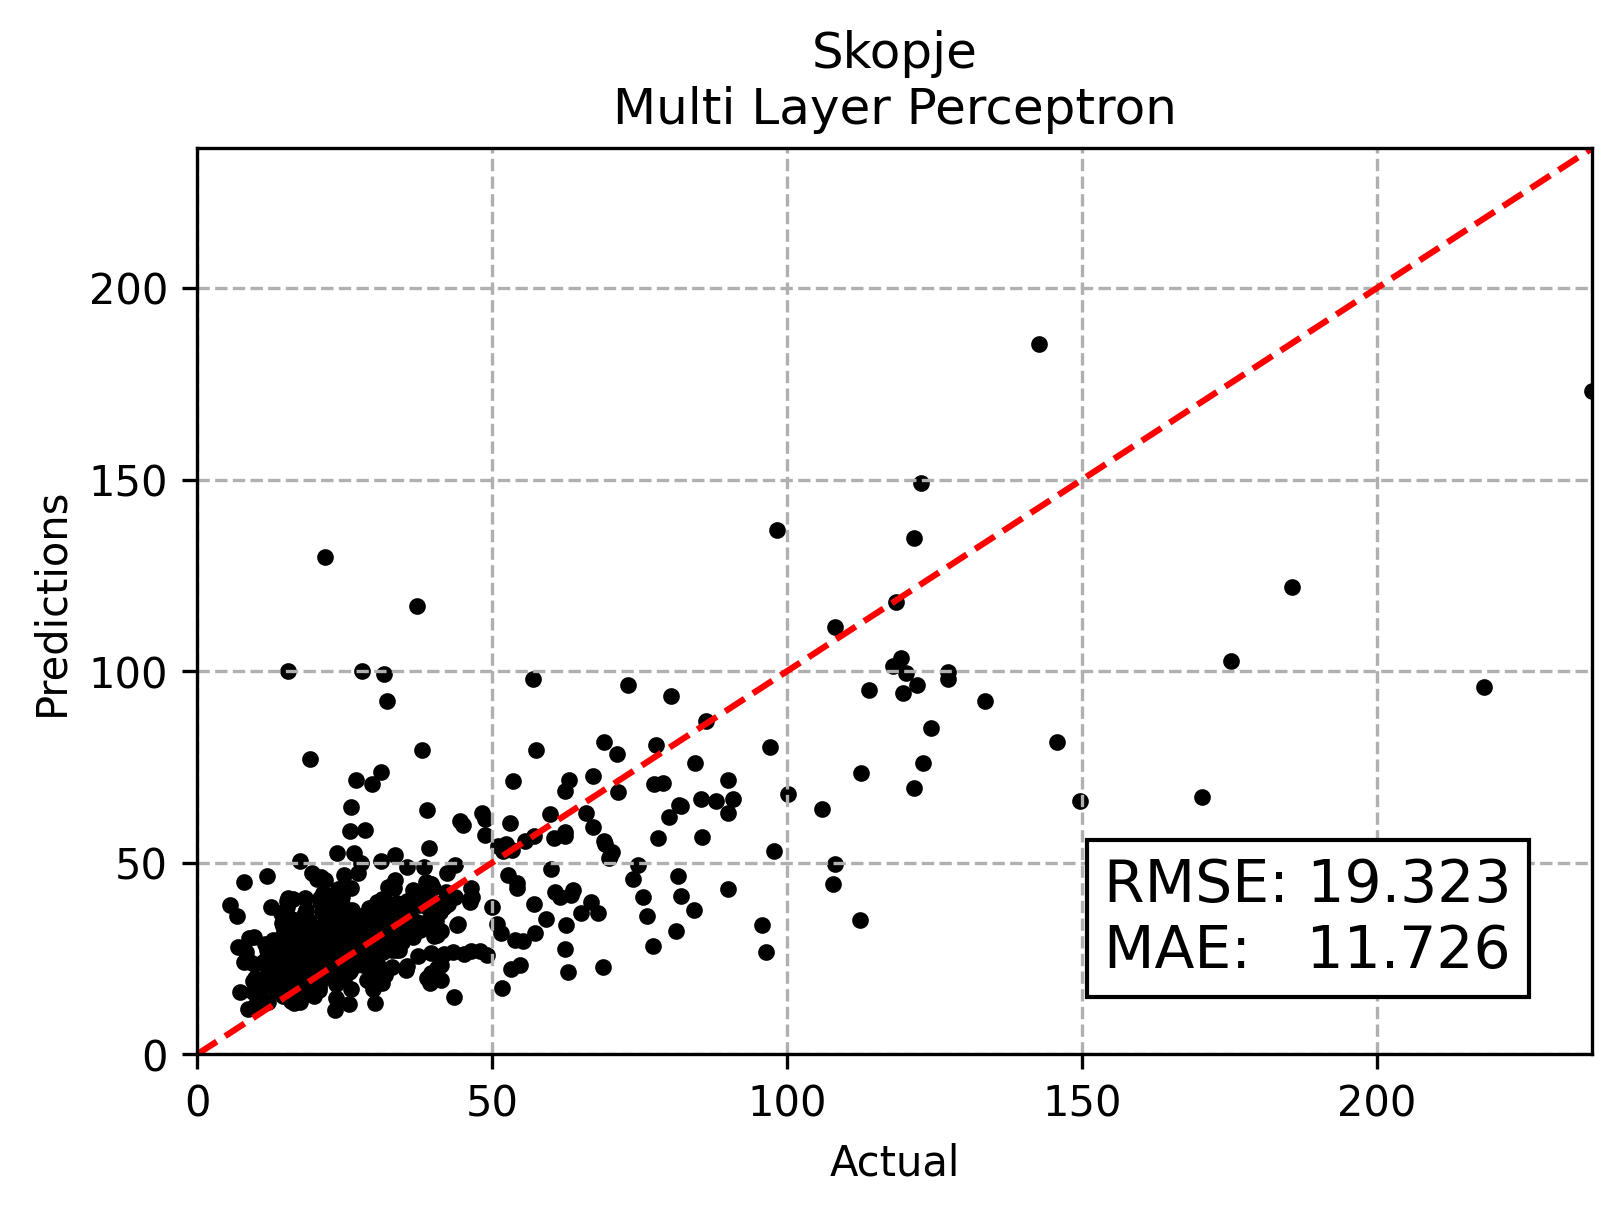 Skopje
Multi Layer Perceptron
200
150
100
50
0
Predictions
RMSE: 19.323
MAE: 11.726
0 50 100 150 200
Actual